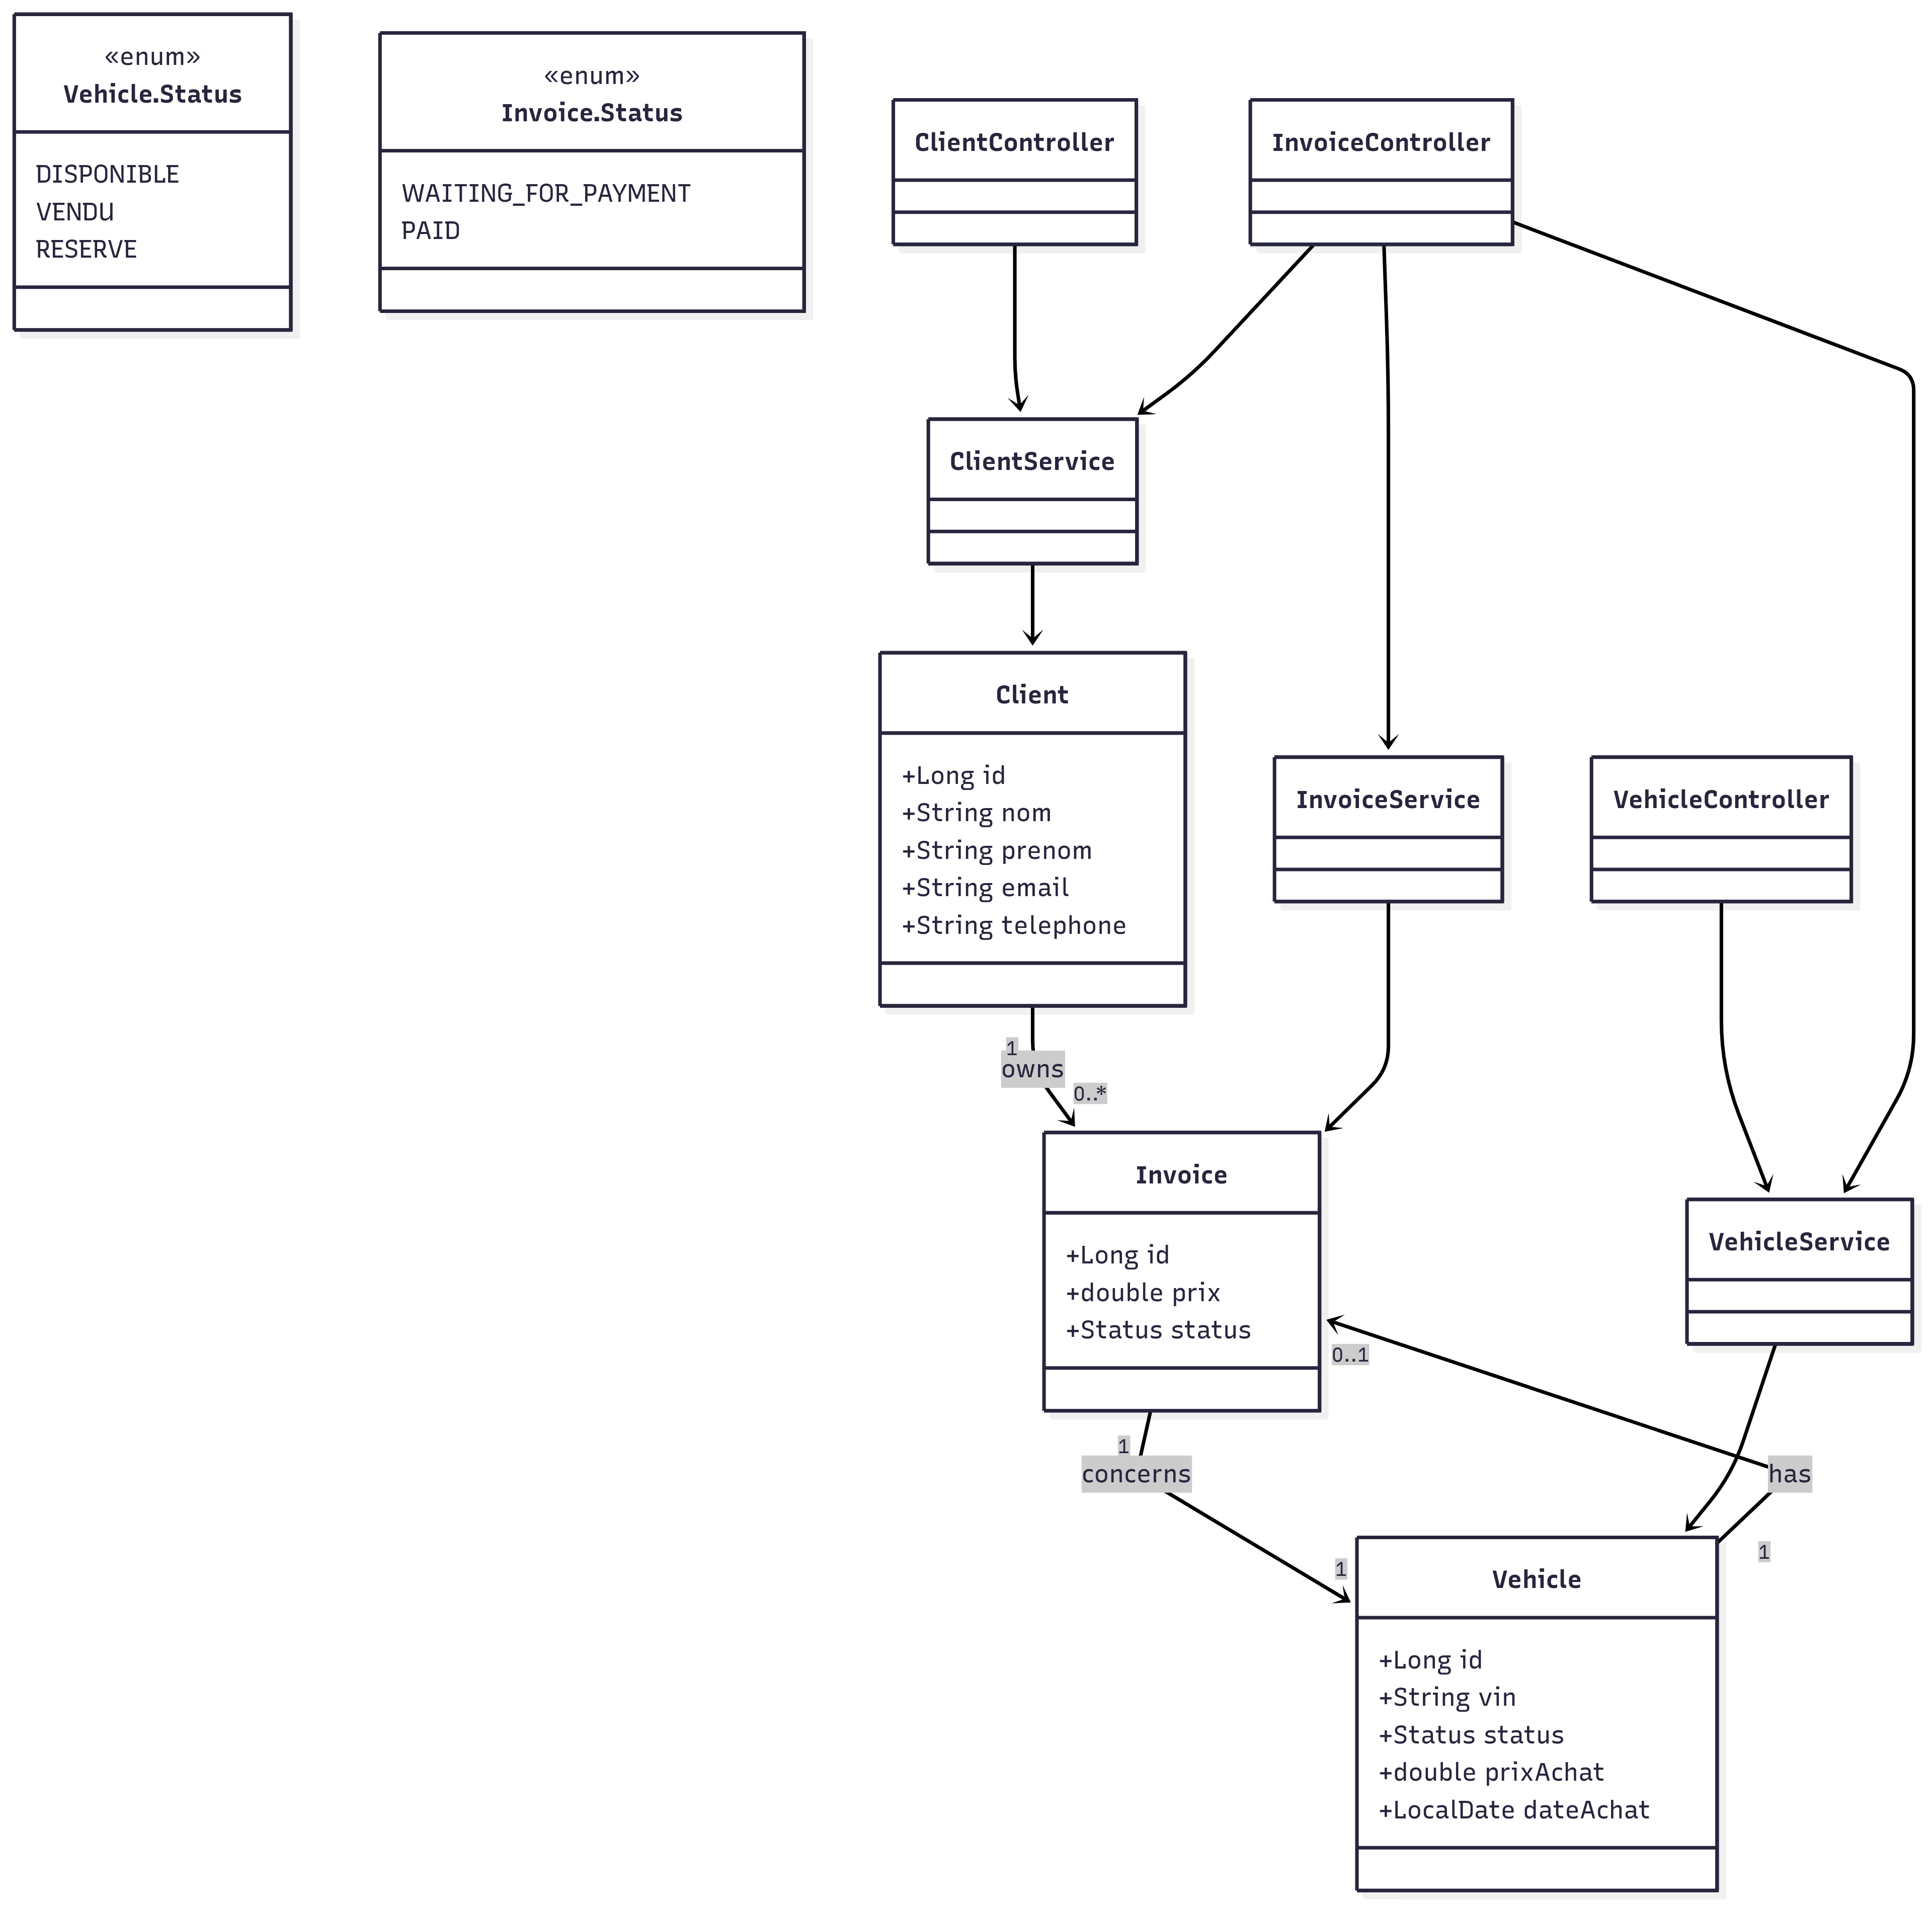 «enum»
Vehicle.Status
DISPONIBLE
VENDU
RESERVE
«enum»
Invoice.Status
WAITING_FOR_PAYMENT
PAID
ClientController
InvoiceController
ClientService
Client
+Long id
+String nom
+String prenom
+String email
+String telephone
InvoiceService
VehicleController
1
owns
0..*
Invoice
+Long id
+double prix
+Status status
VehicleService
0..1
1
concerns
has
1
1
Vehicle
+Long id
+String vin
+Status status
+double prixAchat
+LocalDate dateAchat